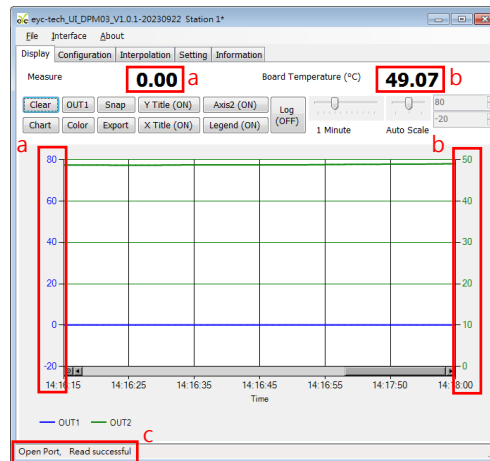 eyc-tech_UI_DPM03_V1.0.1-20230922 Station 1*
File Interface About
Display Configuration Interpolation Setting Information
Measure 0.00 a Board Temperature (°C) 49.07 b
Clear OUT1 Snap Y Title (ON) Axis2 (ON) Log (OFF) 80
Chart Color Export X Title (ON) Legend (ON) 1 Minute Auto Scale -20
a b
80 50
60 40
40 30
20 20
0 10
-20 0
14:16:15 14:16:25 14:16:35 14:16:45 14:16:55 14:17:50 14:18:00
Time
OUT1 OUT2
c
Open Port, Read successful